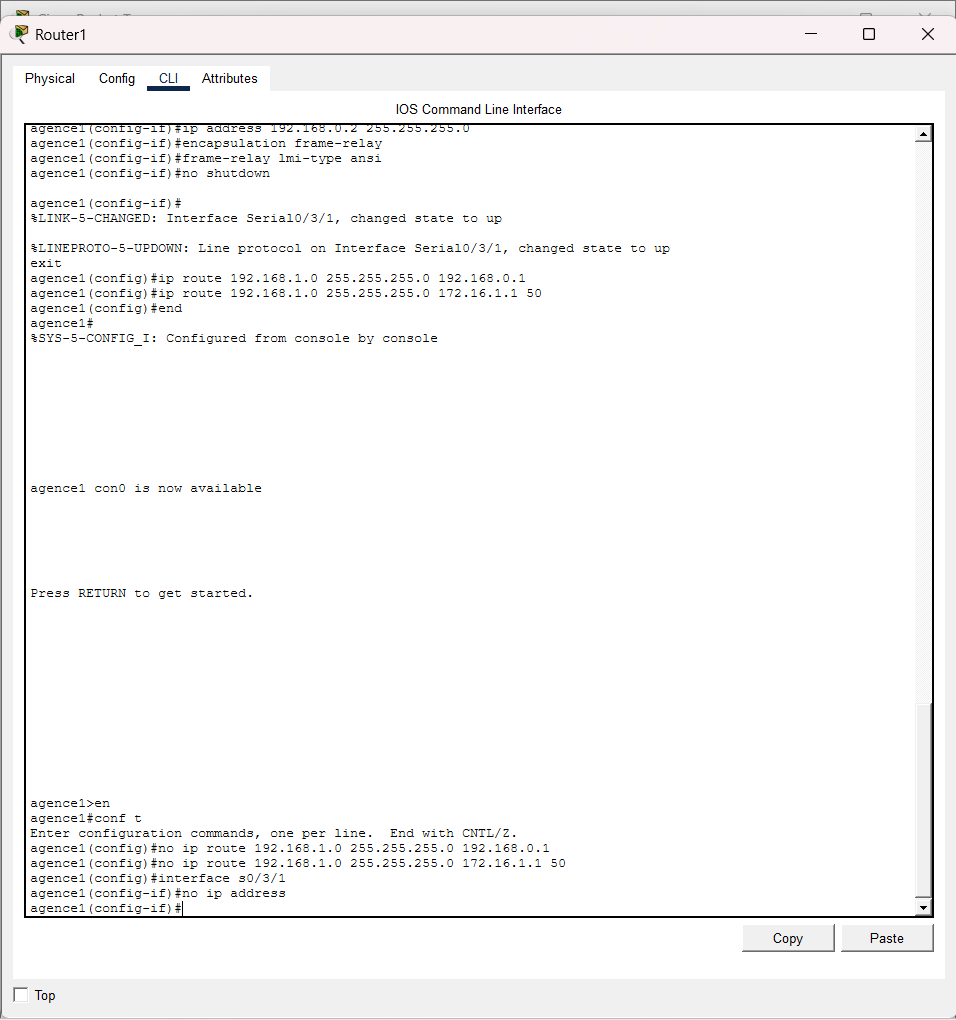 Router1
Physical Config CLI Attributes
IOS Command Line Interface
agence1(config-if)#ip address 192.168.0.2 255.255.255.0
agence1(config-if)#encapsulation frame-relay
agence1(config-if)#frame-relay lmi-type ansi
agence1(config-if)#no shutdown
agence1(config-if)#
%LINK-5-CHANGED: Interface Serial0/3/1, changed state to up
%LINEPROTO-5-UPDOWN: Line protocol on Interface Serial0/3/1, changed state to up
exit
agence1(config)#ip route 192.168.1.0 255.255.255.0 192.168.0.1
agence1(config)#ip route 192.168.1.0 255.255.255.0 172.16.1.1 50
agence1(config)#end
agence1#
%SYS-5-CONFIG_I: Configured from console by console
agence1 con0 is now available
Press RETURN to get started.
agence1>en
agence1#conf t
Enter configuration commands, one per line.  End with CNTL/Z.
agence1(config)#no ip route 192.168.1.0 255.255.255.0 192.168.0.1
agence1(config)#no ip route 192.168.1.0 255.255.255.0 172.16.1.1 50
agence1(config)#interface s0/3/1
agence1(config-if)#no ip address
agence1(config-if)#
Copy Paste
Top